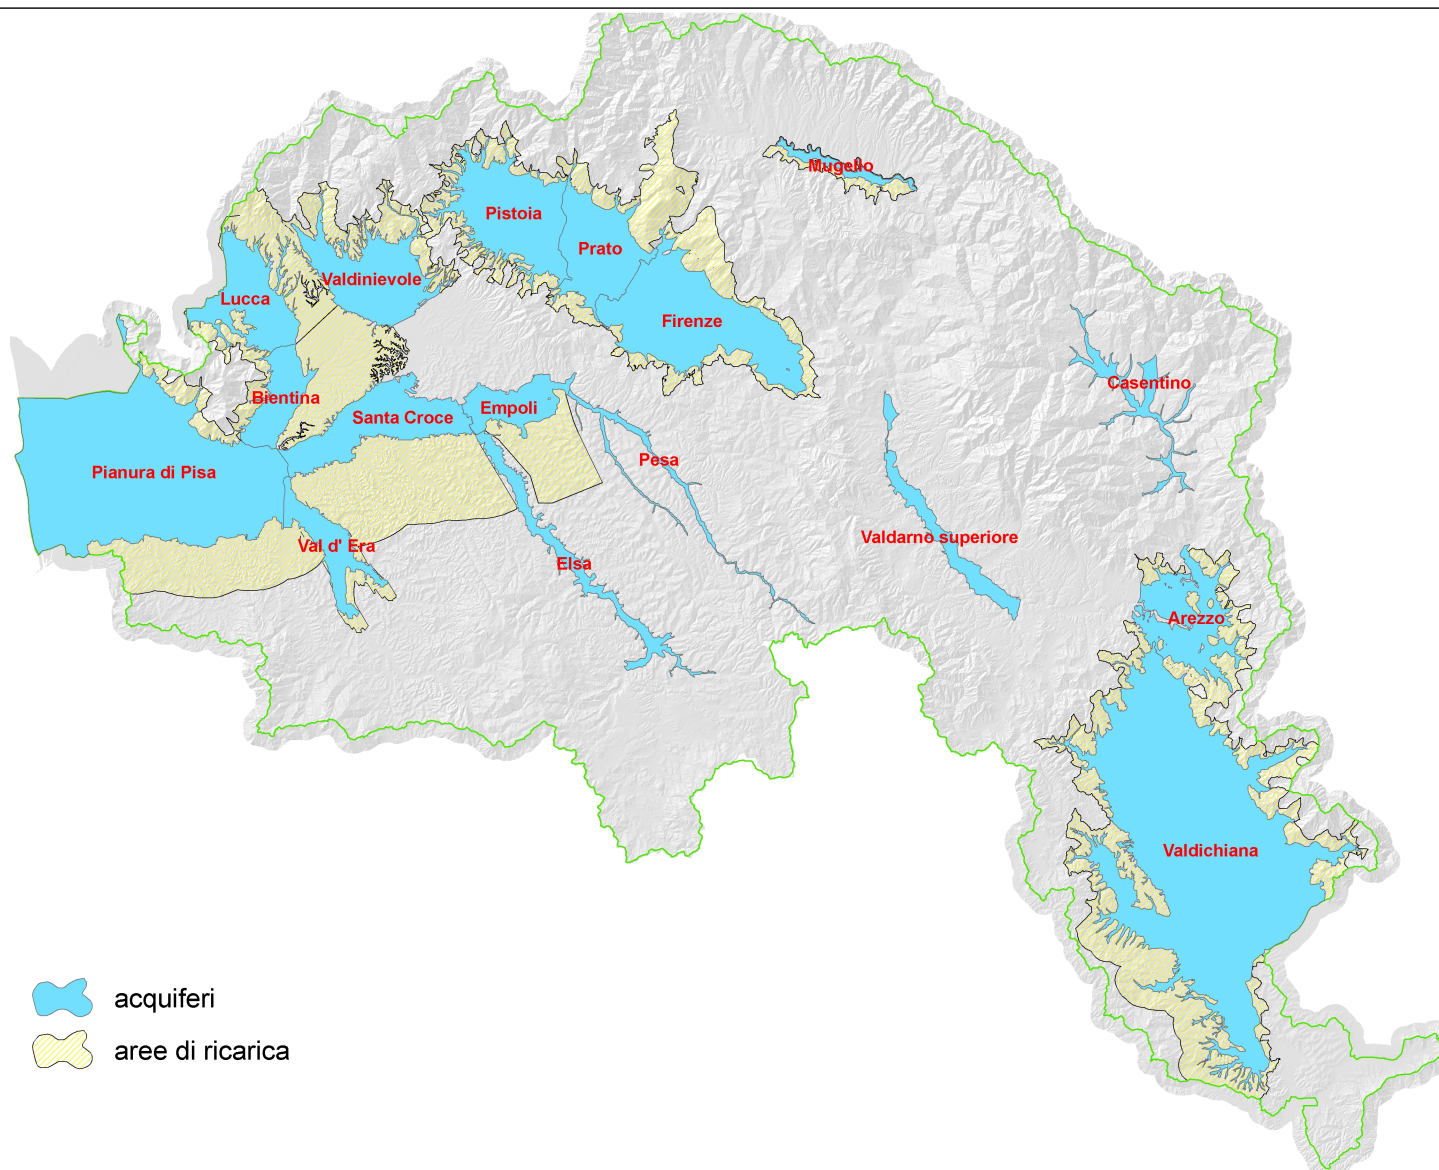 Mugello
Pistoia
Prato
Valdinievole
Lucca
Firenze
Casentino
Bientina
Empoli
Santa Croce
Pesa
Pianura di Pisa
Valdarno superiore
Val d' Era
Elsa
Arezzo
Valdichiana
acquiferi
aree di ricarica